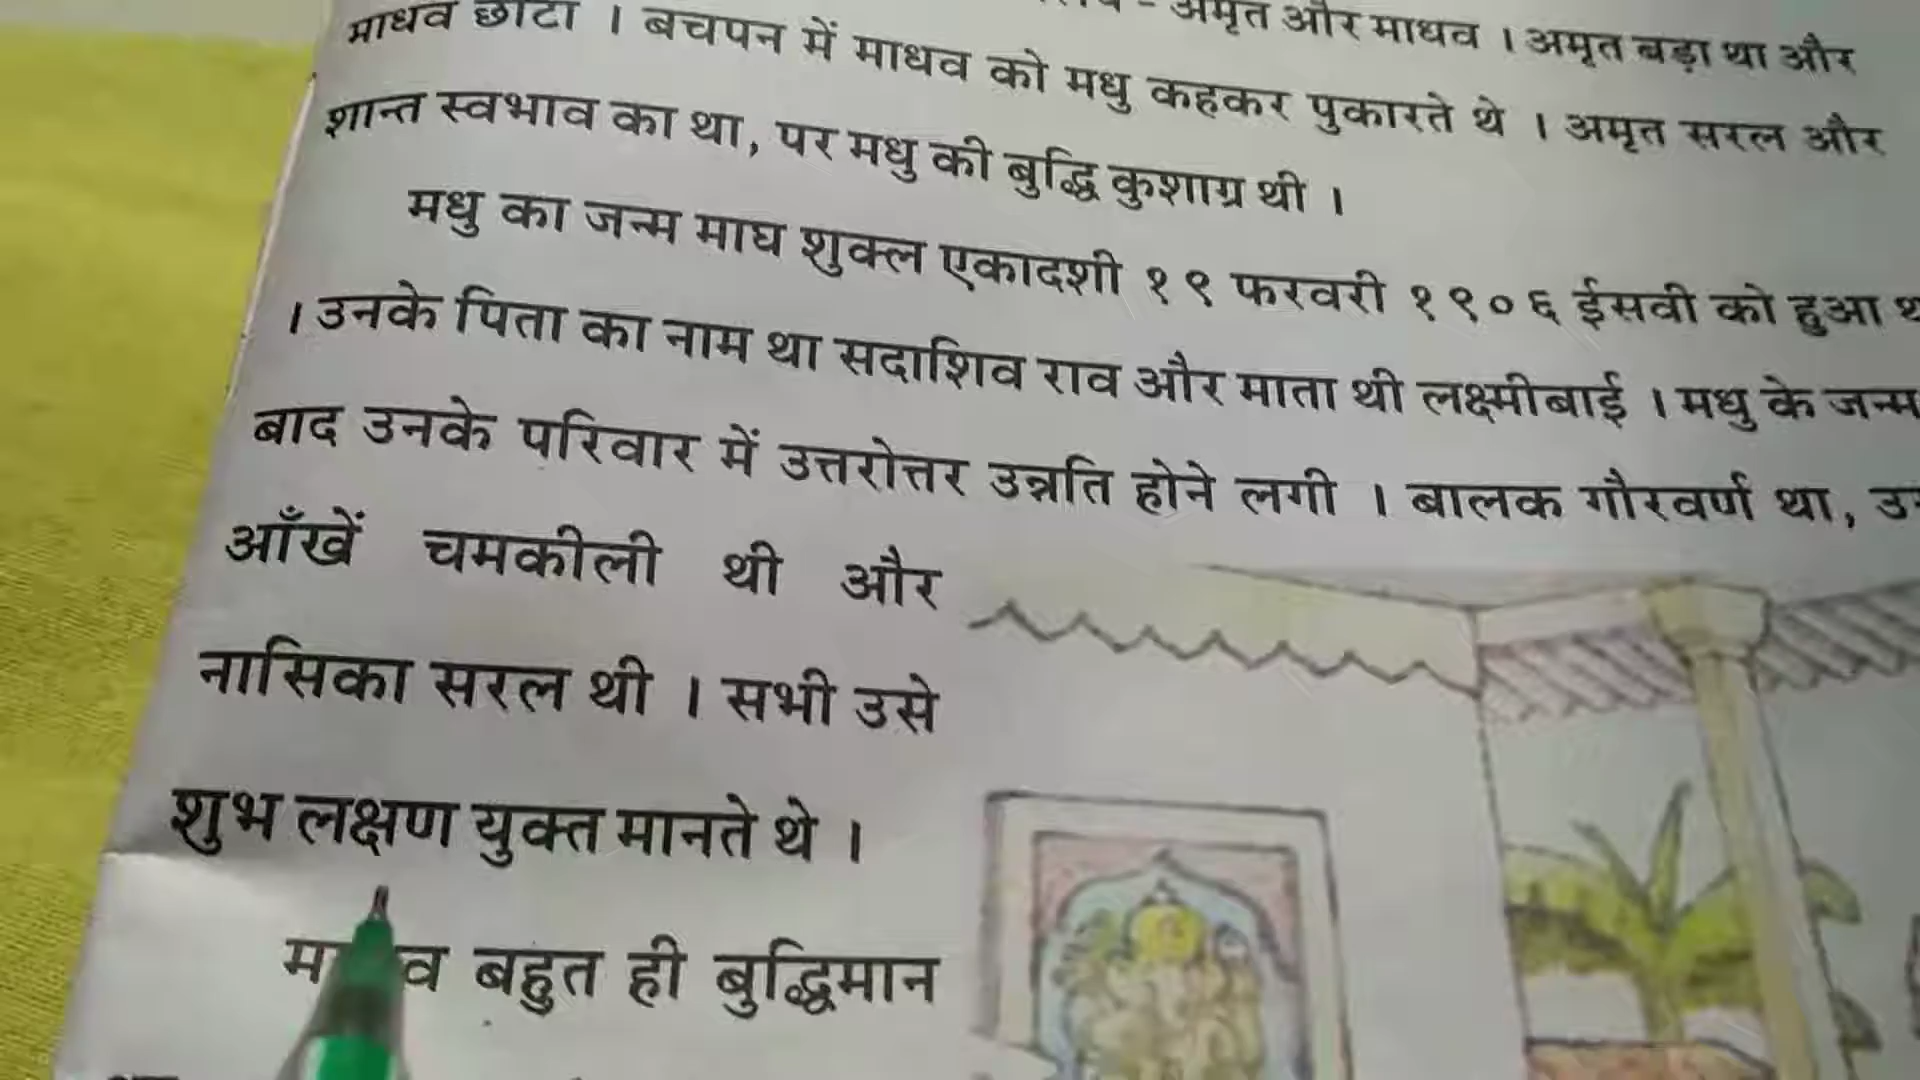 - अमृत और माधव । अमृत बड़ा था और
माधव छोटा । बचपन में माधव को मधु कहकर पुकारते थे । अमृत सरल और
शान्त स्वभाव का था, पर मधु की बुद्धि कुशाग्र थी ।
मधु का जन्म माघ शुक्ल एकादशी १९ फरवरी १९०६ ईसवी को हुआ
। उनके पिता का नाम था सदाशिव राव और माता थी लक्ष्मीबाई । मधु के जन्म
बाद उनके परिवार में उत्तरोत्तर उन्नति होने लगी । बालक गौरवर्ण था,
आँखें चमकीली थी और
नासिका सरल थी । सभी उसे
शुभ लक्षण युक्त मानते थे ।
बहुत ही बुद्धिमान